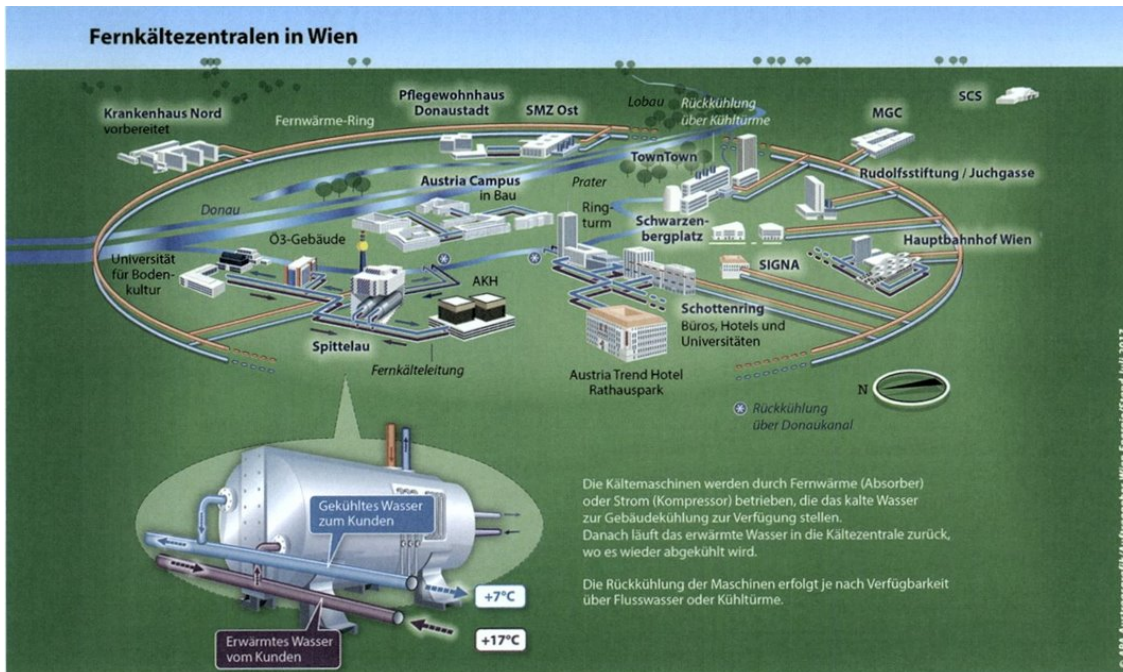 Fernkältezentralen in Wien
Krankenhaus Nord
vorbereitet
Fernwärme-Ring
Pflegewohnhaus
Donaustadt
SMZ Ost
Lobau
Rückkühlung
über Kühltürme
MGC
SCS
TownTown
Rudolfsstiftung / Juchgasse
Austria Campus
in Bau
Prater
Donau
Ring-
turm
Schwarzen-
bergplatz
Hauptbahnhof Wien
Ö3-Gebäude
Universität
für Boden-
kultur
AKH
SIGNA
Schottenring
Büros, Hotels und
Universitäten
Spittelau
Fernkälteleitung
Austria Trend Hotel
Rathauspark
N
Rückkühlung
über Donaukanal
Gekühltes Wasser
zum Kunden
+7°C
+17°C
Erwärmtes Wasser
vom Kunden
Die Kältemaschinen werden durch Fernwärme (Absorber)
oder Strom (Kompressor) betrieben, die das kalte Wasser
zur Gebäudekühlung zur Verfügung stellen.
Danach läuft das erwärmte Wasser in die Kältezentrale zurück,
wo es wieder abgekühlt wird.
Die Rückkühlung der Maschinen erfolgt je nach Verfügbarkeit
über Flusswasser oder Kühltürme.